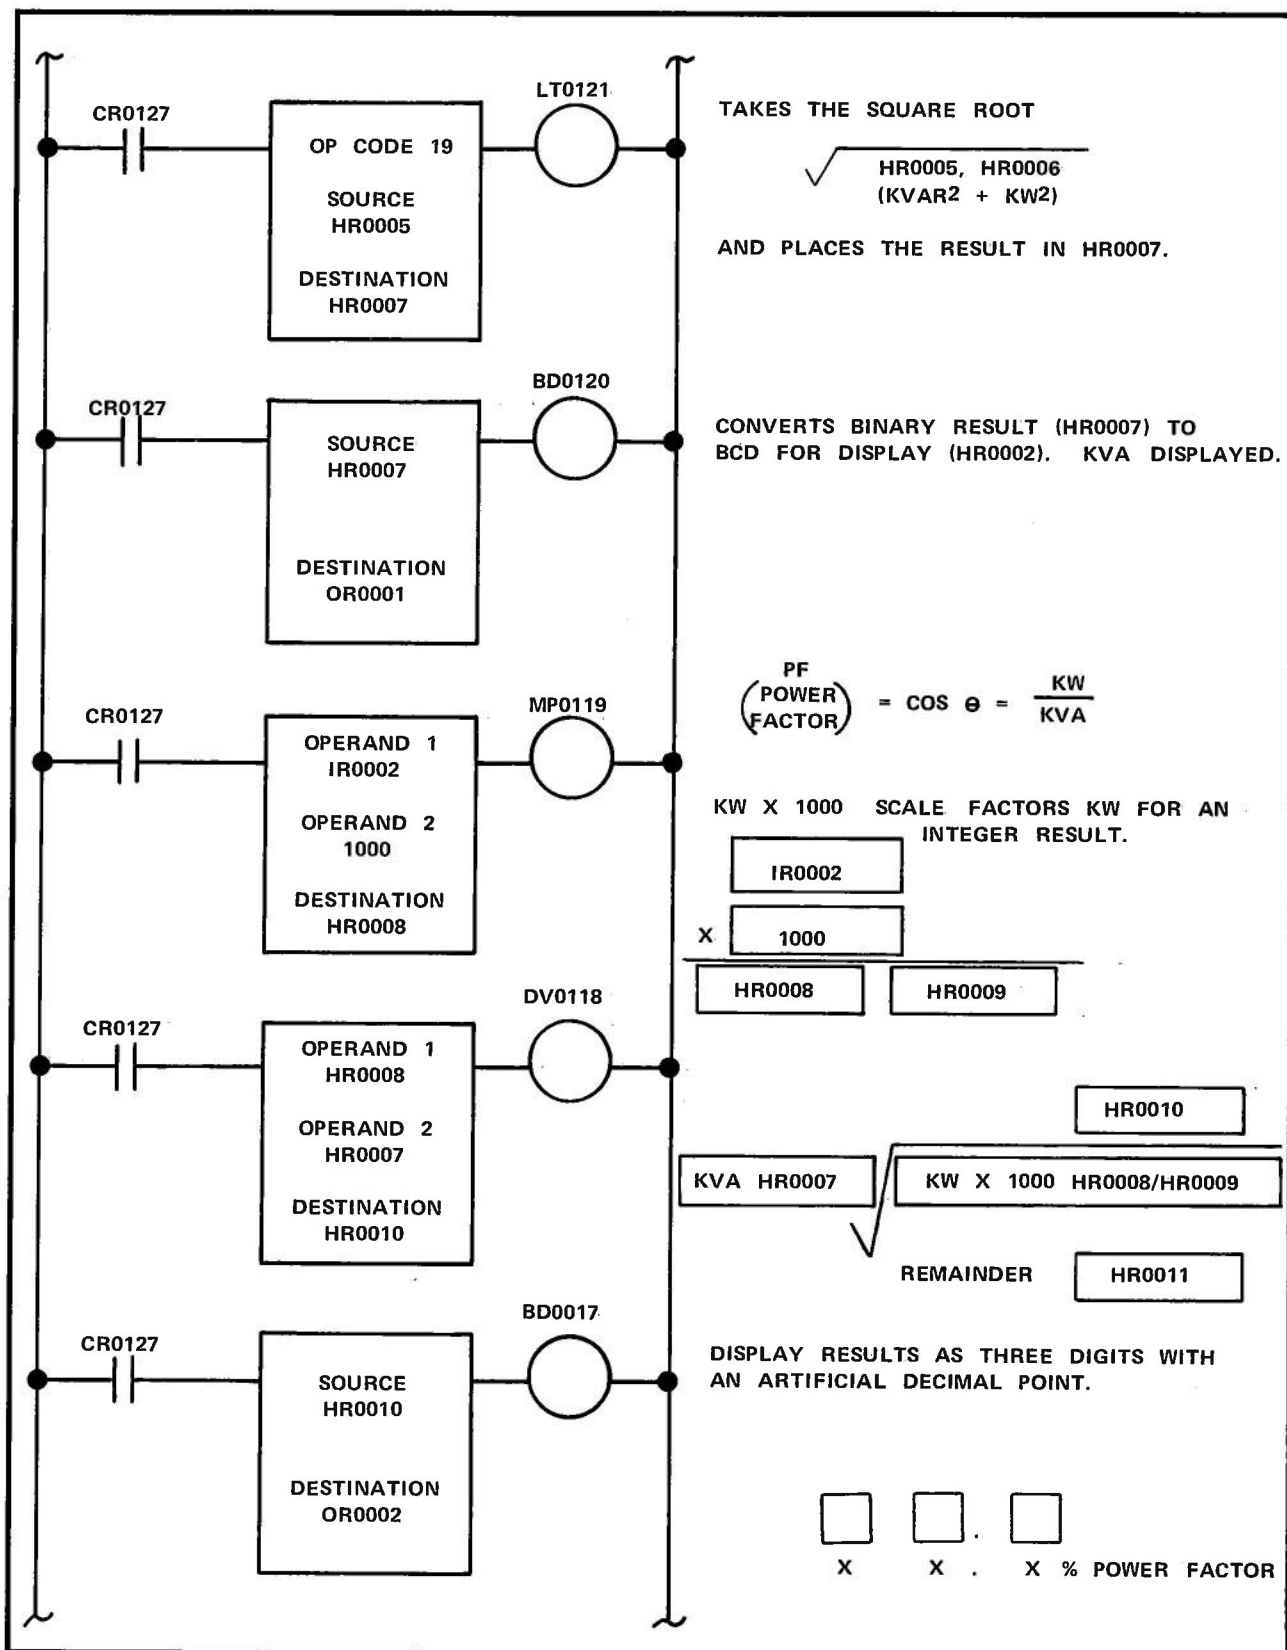 CR0127
OP CODE 19
SOURCE
HR0005
DESTINATION
HR0007
LT0121
TAKES THE SQUARE ROOT
√ HR0005, HR0006
(KVAR2 + KW2)
AND PLACES THE RESULT IN HR0007.
CR0127
SOURCE
HR0007
DESTINATION
OR0001
BD0120
CONVERTS BINARY RESULT (HR0007) TO
BCD FOR DISPLAY (HR0002). KVA DISPLAYED.
CR0127
OPERAND 1
IR0002
OPERAND 2
1000
DESTINATION
HR0008
MP0119
PF
(POWER
FACTOR) = COS Θ = KW
KVA
KW X 1000 SCALE FACTORS KW FOR AN
INTEGER RESULT.
IR0002
X 1000
HR0008 HR0009
CR0127
OPERAND 1
HR0008
OPERAND 2
HR0007
DESTINATION
HR0010
DV0118
HR0010
KVA HR0007 √ KW X 1000 HR0008/HR0009
REMAINDER HR0011
CR0127
SOURCE
HR0010
DESTINATION
OR0002
BD0017
DISPLAY RESULTS AS THREE DIGITS WITH
AN ARTIFICIAL DECIMAL POINT.
.
X X . X % POWER FACTOR